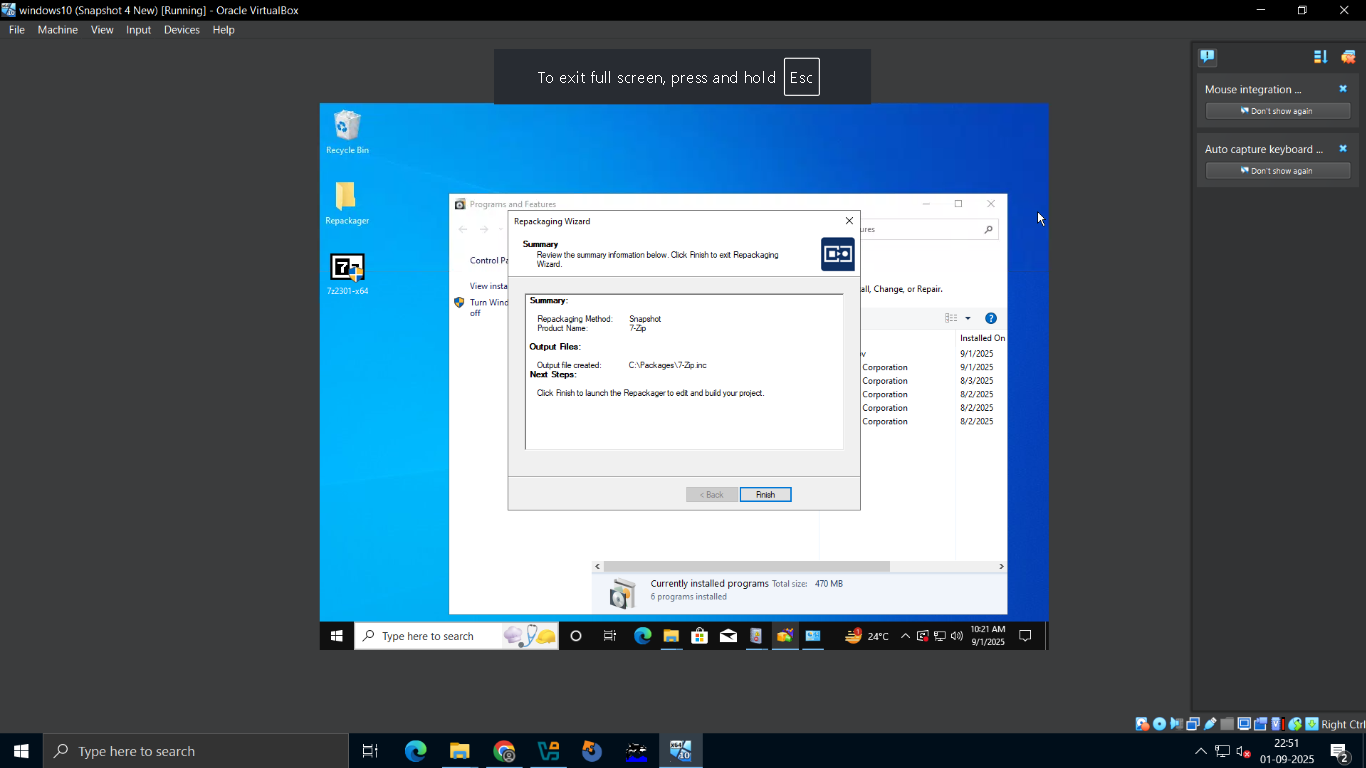 windows10 (Snapshot 4 New) [Running] - Oracle VirtualBox
File Machine View Input Devices Help
To exit full screen, press and hold Esc
Mouse integration ...
Don't show again
Auto capture keyboard ...
Don't show again
Recycle Bin
Repackager
7z2301-x64
Programs and Features
Control Pa
View insta
Turn Wind
off
ures
all, Change, or Repair.
Installed On
v 9/1/2025
Corporation 9/1/2025
Corporation 8/3/2025
Corporation 8/2/2025
Corporation 8/2/2025
Corporation 8/2/2025
Repackaging Wizard
Summary
Review the summary information below. Click Finish to exit Repackaging
Wizard.
Summary:
Repackaging Method: Snapshot
Product Name: 7-Zip
Output Files:
Output file created: C:\Packages\7-Zip.inc
Next Steps:
Click Finish to launch the Repackager to edit and build your project.
< Back Finish
Currently installed programs Total size: 470 MB
6 programs installed
Type here to search
24°C
10:21 AM
9/1/2025
Right Ctrl
Type here to search
22:51
01-09-2025
2